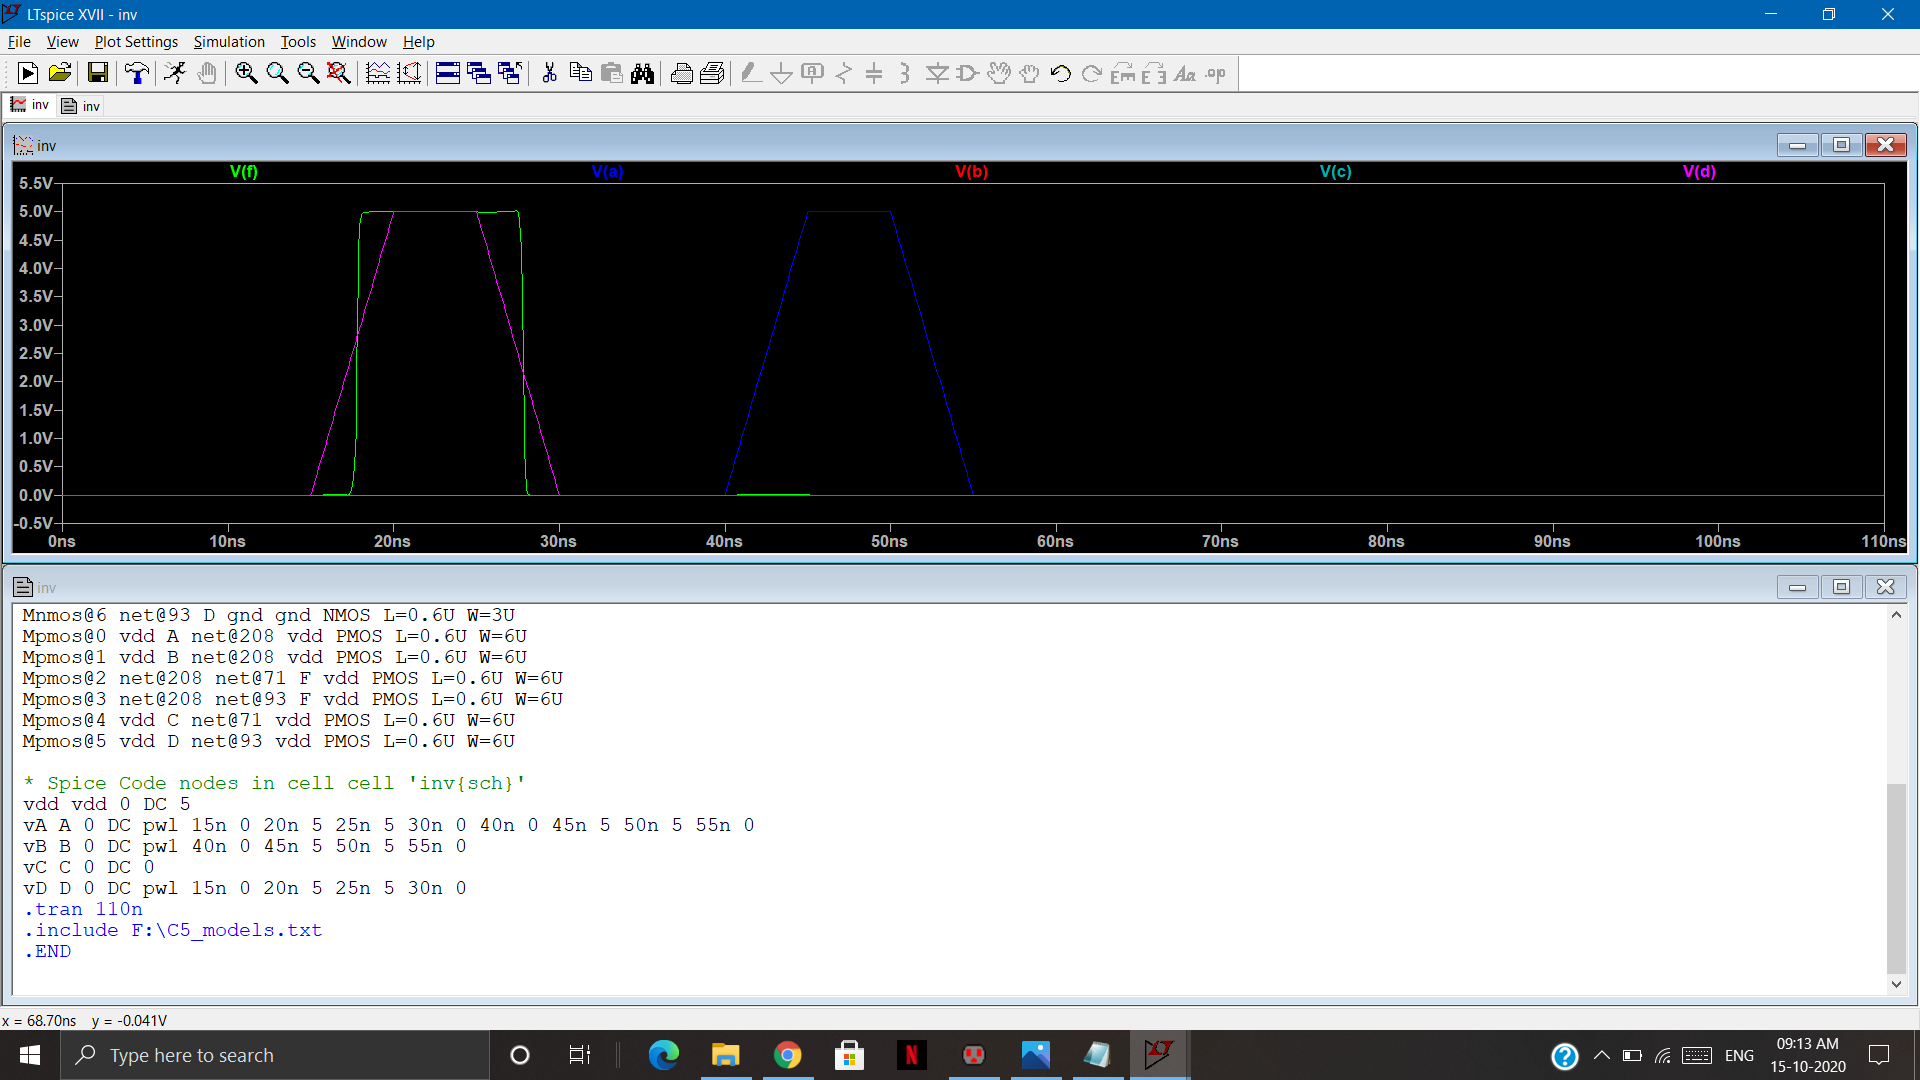 LTspice XVII - inv
File View Plot Settings Simulation Tools Window Help
inv inv
inv
V(f) V(a) V(b) V(c) V(d)
5.5V
5.0V
4.5V
4.0V
3.5V
3.0V
2.5V
2.0V
1.5V
1.0V
0.5V
0.0V
-0.5V
0ns 10ns 20ns 30ns 40ns 50ns 60ns 70ns 80ns 90ns 100ns 110ns
inv
Mnmos@6 net@93 D gnd gnd NMOS L=0.6U W=3U
Mpmos@0 vdd A net@208 vdd PMOS L=0.6U W=6U
Mpmos@1 vdd B net@208 vdd PMOS L=0.6U W=6U
Mpmos@2 net@208 net@71 F vdd PMOS L=0.6U W=6U
Mpmos@3 net@208 net@93 F vdd PMOS L=0.6U W=6U
Mpmos@4 vdd C net@71 vdd PMOS L=0.6U W=6U
Mpmos@5 vdd D net@93 vdd PMOS L=0.6U W=6U
* Spice Code nodes in cell cell 'inv{sch}'
vdd vdd 0 DC 5
vA A 0 DC pwl 15n 0 20n 5 25n 5 30n 0 40n 0 45n 5 50n 5 55n 0
vB B 0 DC pwl 40n 0 45n 5 50n 5 55n 0
vC C 0 DC 0
vD D 0 DC pwl 15n 0 20n 5 25n 5 30n 0
.tran 110n
.include F:\C5_models.txt
.END
x = 68.70ns y = -0.041V
Type here to search
ENG
09:13 AM
15-10-2020